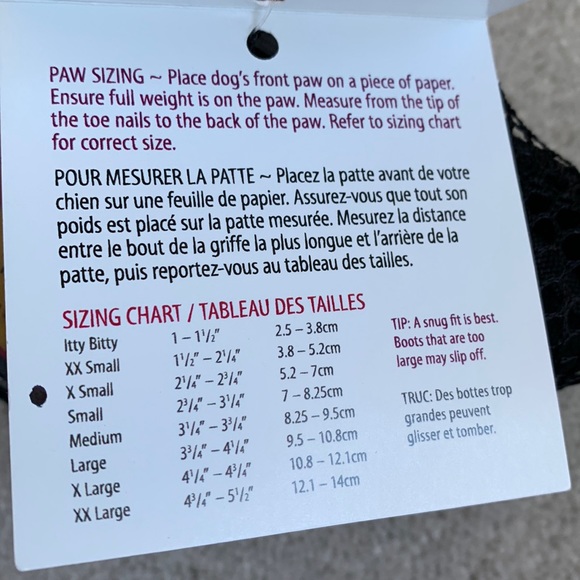 PAW SIZING ~ Place dog's front paw on a piece of paper.
Ensure full weight is on the paw. Measure from the tip of
the toe nails to the back of the paw. Refer to sizing chart
for correct size.
POUR MESURER LA PATTE ~ Placez la patte avant de votre
chien sur une feuille de papier. Assurez-vous que tout son
poids est placé sur la patte mesurée. Mesurez la distance
entre le bout de la griffe la plus longue et l'arrière de la
patte, puis reportez-vous au tableau des tailles.
SIZING CHART / TABLEAU DES TAILLES
Itty Bitty 1 – 1 1/2" 2.5 – 3.8cm
XX Small 1 1/2" – 2 1/4" 3.8 – 5.2cm
X Small 2 1/4" – 2 3/4" 5.2 – 7cm
Small 2 3/4" – 3 1/4" 7 – 8.25cm
Medium 3 1/4" – 3 3/4" 8.25 – 9.5cm
Large 3 3/4" – 4 1/4" 9.5 – 10.8cm
X Large 4 1/4" – 4 3/4" 10.8 – 12.1cm
XX Large 4 3/4" – 5 1/2" 12.1 – 14cm
TIP: A snug fit is best.
Boots that are too
large may slip off.
TRUC: Des bottes trop
grandes peuvent
glisser et tomber.